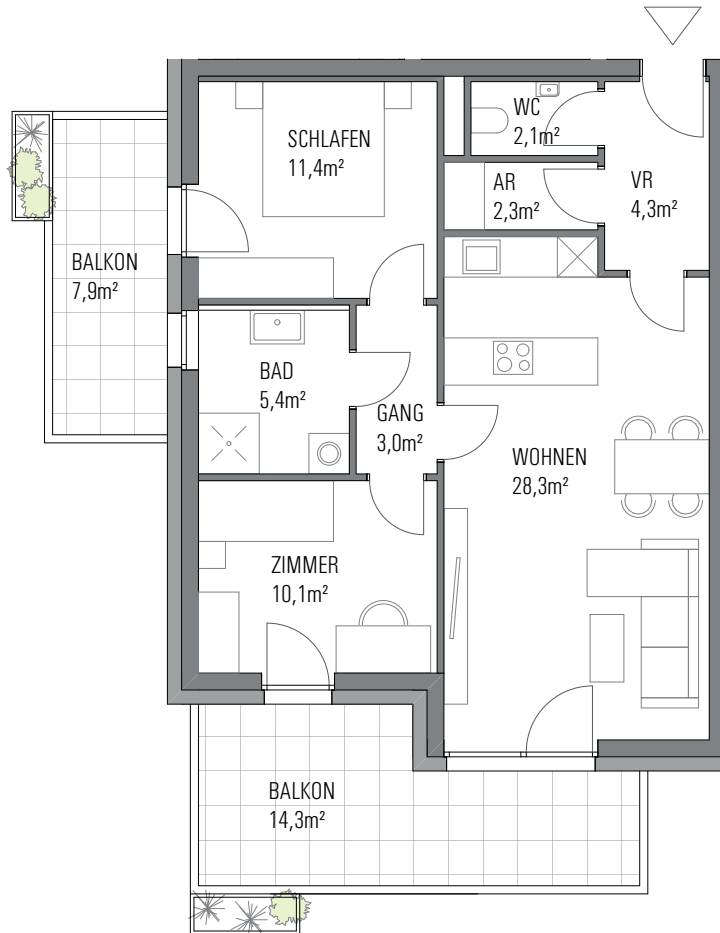 WC
2,1m²
SCHLAFEN
11,4m²
AR
2,3m²
VR
4,3m²
BALKON
7,9m²
BAD
5,4m²
GANG
3,0m²
WOHNEN
28,3m²
ZIMMER
10,1m²
BALKON
14,3m²